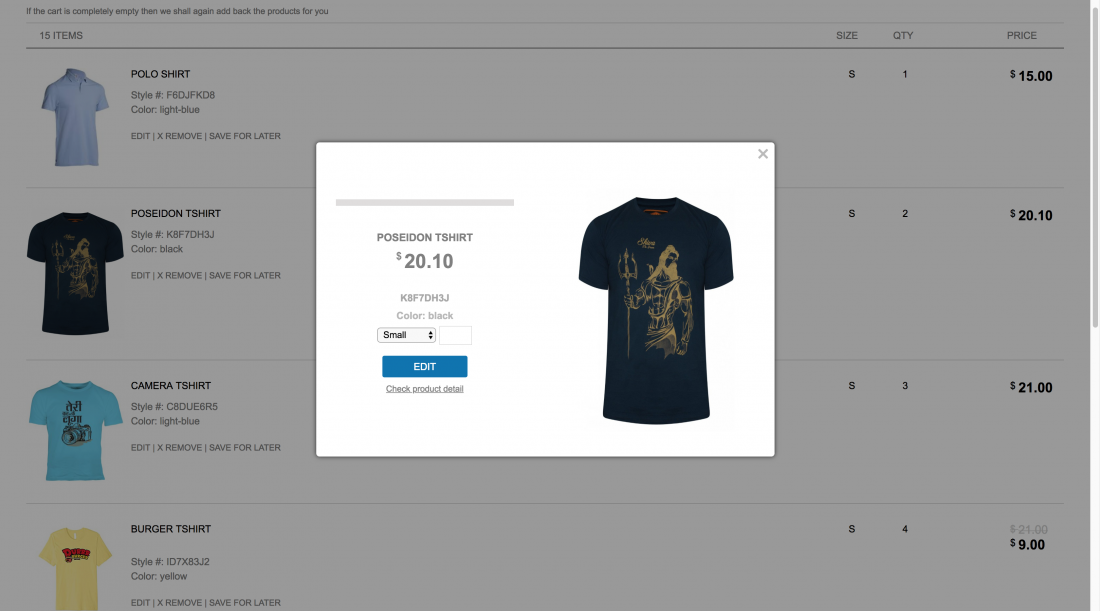 If the cart is completely empty then we shall again add back the products for you
15 ITEMS SIZE QTY PRICE
POLO SHIRT S 1 $ 15.00
Style #: F6DJFKD8
Color: light-blue
EDIT | X REMOVE | SAVE FOR LATER
POSEIDON TSHIRT S 2 $ 20.10
Style #: K8F7DH3J
Color: black
EDIT | X REMOVE | SAVE FOR LATER
CAMERA TSHIRT S 3 $ 21.00
Style #: C8DUE6R5
Color: light-blue
EDIT | X REMOVE | SAVE FOR LATER
तेरी
लूंगा
BURGER TSHIRT S 4 $ 21.00
$ 9.00
Style #: ID7X83J2
Color: yellow
EDIT | X REMOVE | SAVE FOR LATER
×
POSEIDON TSHIRT
$ 20.10
K8F7DH3J
Color: black
Small
EDIT
Check product detail
Shiva